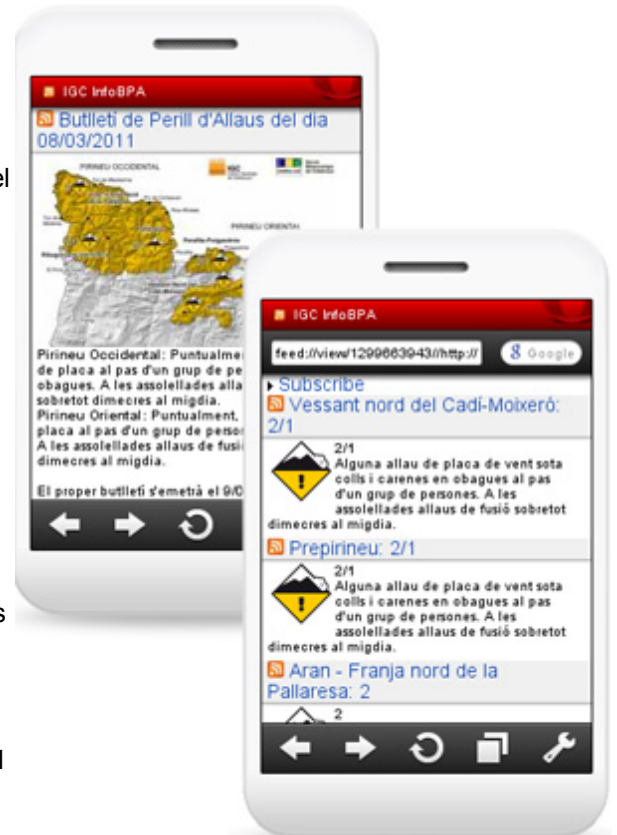 IGC InfoBPA
Butlletí de Perill d'Allaus del dia
08/03/2011
PIRINEU OCCIDENTAL
IGC
PIRINEU ORIENTAL
Pirineu Occidental: Puntualme
de placa al pas d'un grup de pe
obagues. A les assolellades alla
sobretot dimecres al migdia.
Pirineu Oriental: Puntualment,
placa al pas d'un grup de perso
A les assolellades allaus de fusi
dimecres al migdia.
El proper butlletí s'emetrà el 9/0
el
s
IGC InfoBPA
feed://view/1299663943//http://
Google
Subscribe
Vessant nord del Cadí-Moixeró:
2/1
2/1
Alguna allau de placa de vent sota
colls i carenes en obagues al pas
d'un grup de persones. A les
assolellades allaus de fusió sobretot
dimecres al migdia.
Prepirineu: 2/1
2/1
Alguna allau de placa de vent sota
colls i carenes en obagues al pas
d'un grup de persones. A les
assolellades allaus de fusió sobretot
dimecres al migdia.
Aran - Franja nord de la
Pallaresa: 2
2